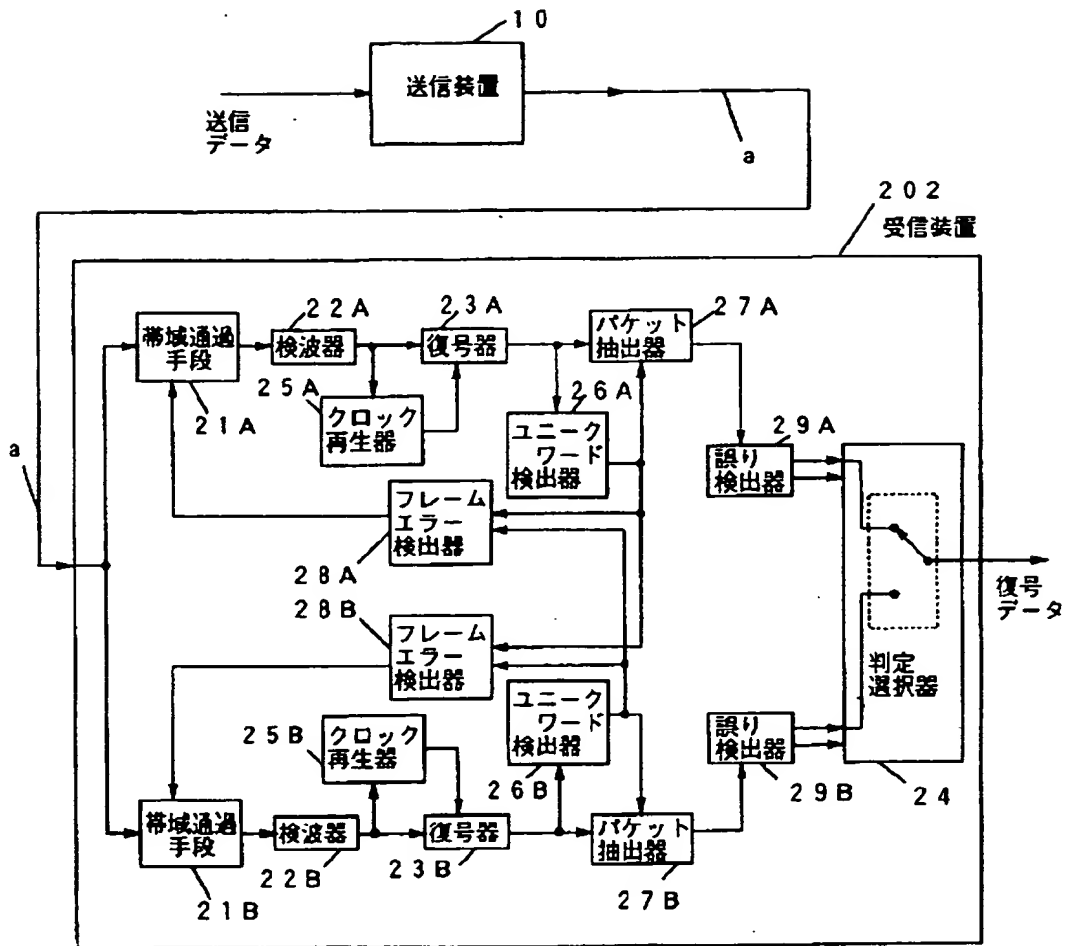 10
送信装置
送信
データ
a
202
受信装置
22A
23A
27A
帯域通過
手段
検波器
復号器
パケット
抽出器
25A
26A
21A
クロック
再生器
ユニーク
ワード
検出器
29A
誤り
検出器
a
フレーム
エラー
検出器
28A
復号
データ
28B
フレーム
エラー
検出器
判定
選択器
25B
クロック
再生器
ユニーク
ワード
検出器
誤り
検出器
26B
29B
24
帯域通過
手段
検波器
復号器
パケット
抽出器
22B
23B
21B
27B